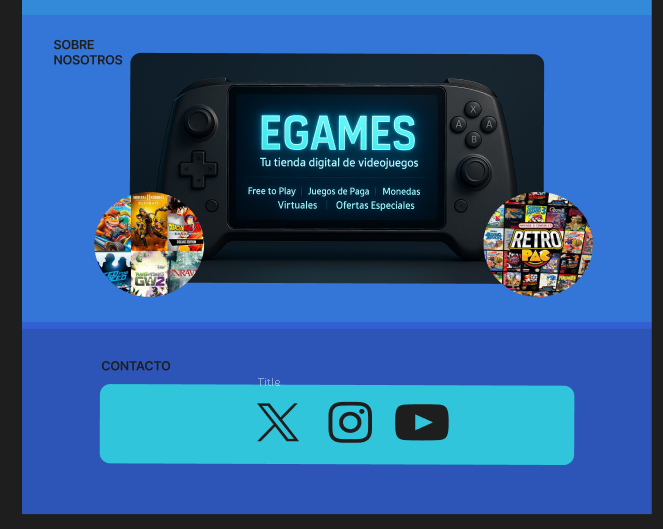 SOBRE
NOSOTROS
EGAMES
Tu tienda digital de videojuegos
Free to Play | Juegos de Paga | Monedas
Virtuales | Ofertas Especiales
X
A A
B
GW2
RETRO
PAC
CONTACTO
Title